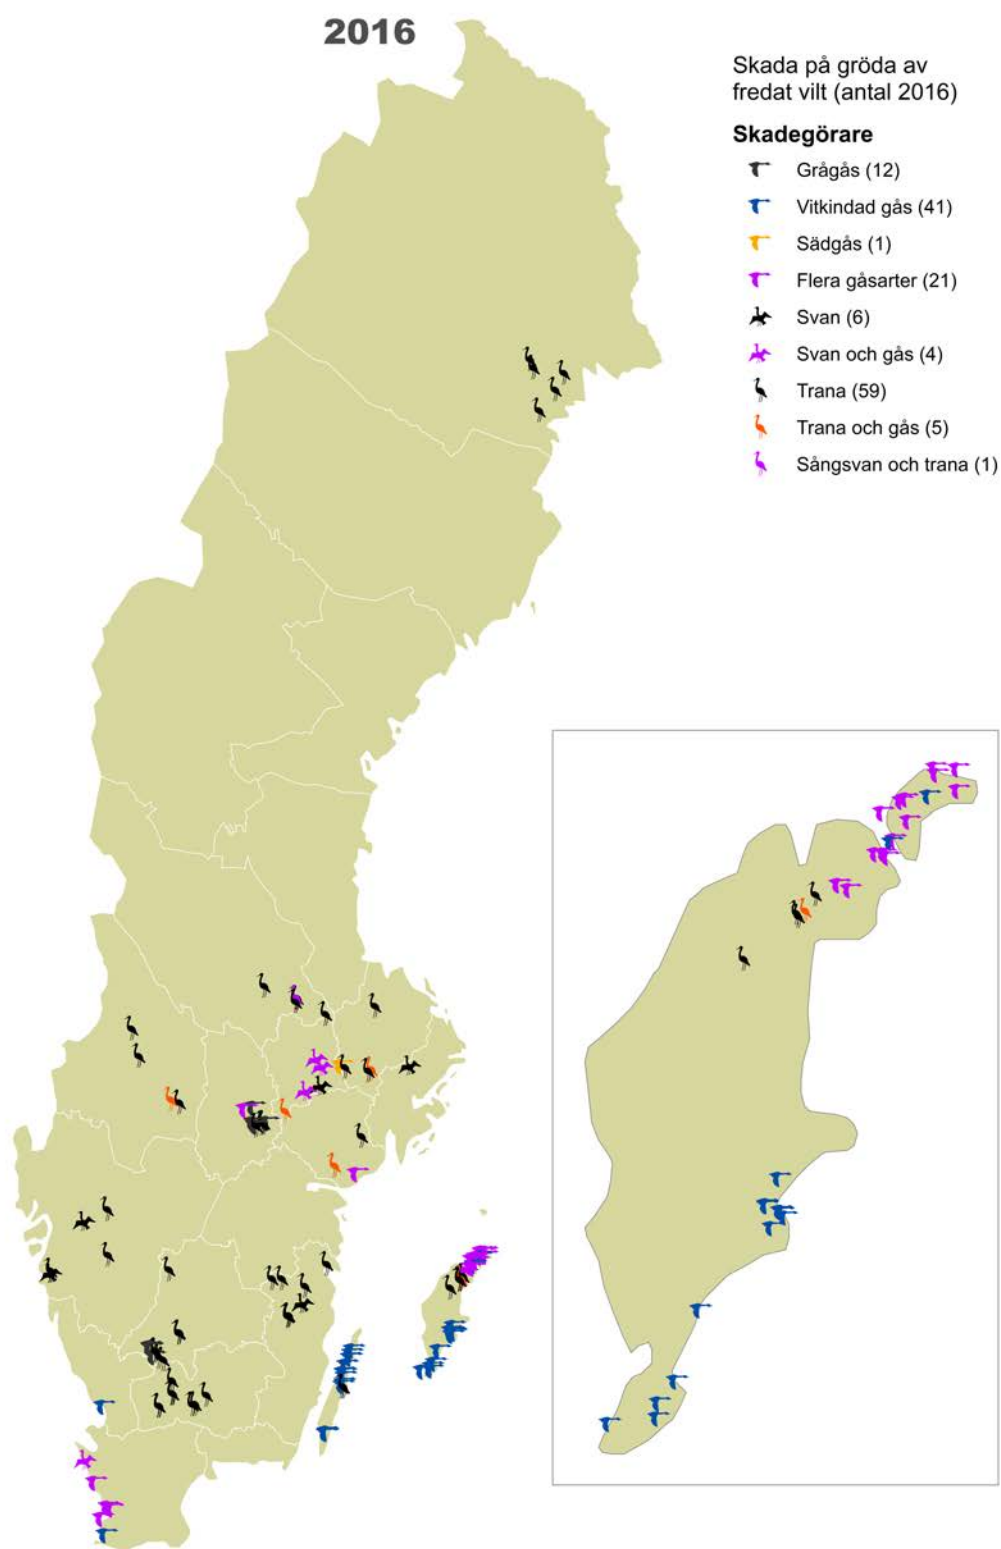 2016
Skada på gröda av
fredat vilt (antal 2016)
Skadegörare
Grågås (12)
Vitkindad gås (41)
Sädgås (1)
Flera gåsarter (21)
Svan (6)
Svan och gås (4)
Trana (59)
Trana och gås (5)
Sångsvan och trana (1)